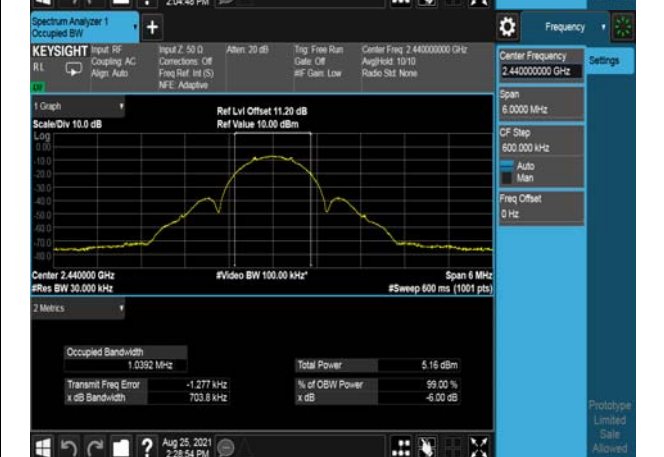 2:04:48 PM
Spectrum Analyzer 1
Occupied BW
+
Frequency
KEYSIGHT Input: RF
RL Coupling: AC
Align: Auto
Input Z: 50 Ω
Corrections: Off
Freq Ref: Int (S)
NFE: Adaptive
Atten: 20 dB
Trig: Free Run
Gate: Off
#IF Gain: Low
Center Freq: 2.440000000 GHz
Avg|Hold: 10/10
Radio Std: None
Center Frequency
2.440000000 GHz
Settings
Span
6.0000 MHz
CF Step
600.000 kHz
Auto
Man
Freq Offset
0 Hz
1 Graph
Scale/Div 10.0 dB
Ref Lvl Offset 11.20 dB
Ref Value 10.00 dBm
Log
0.00
-10.0
-20.0
-30.0
-40.0
-50.0
-60.0
-70.0
-80.0
Center 2.440000 GHz
#Res BW 30.000 kHz
#Video BW 100.00 kHz*
Span 6 MHz
#Sweep 600 ms (1001 pts)
2 Metrics
Occupied Bandwidth
1.0392 MHz
Total Power 5.16 dBm
Transmit Freq Error -1.277 kHz
% of OBW Power 99.00 %
x dB Bandwidth 703.8 kHz
x dB -6.00 dB
Prototype
Limited
Sale
Allowed
?
Aug 25, 2021
2:28:54 PM